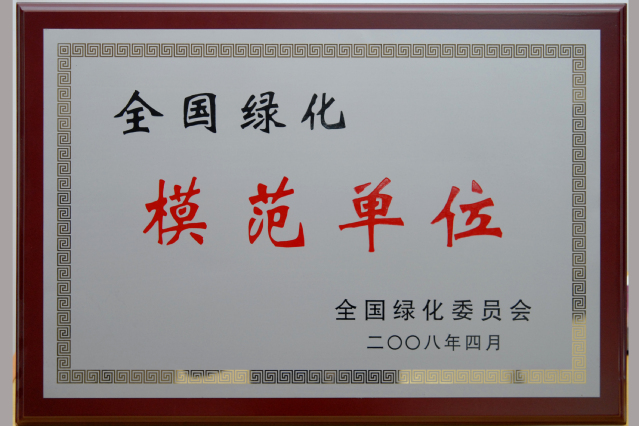 全国绿化
模范单位
全国绿化委员会
二〇〇八年四月